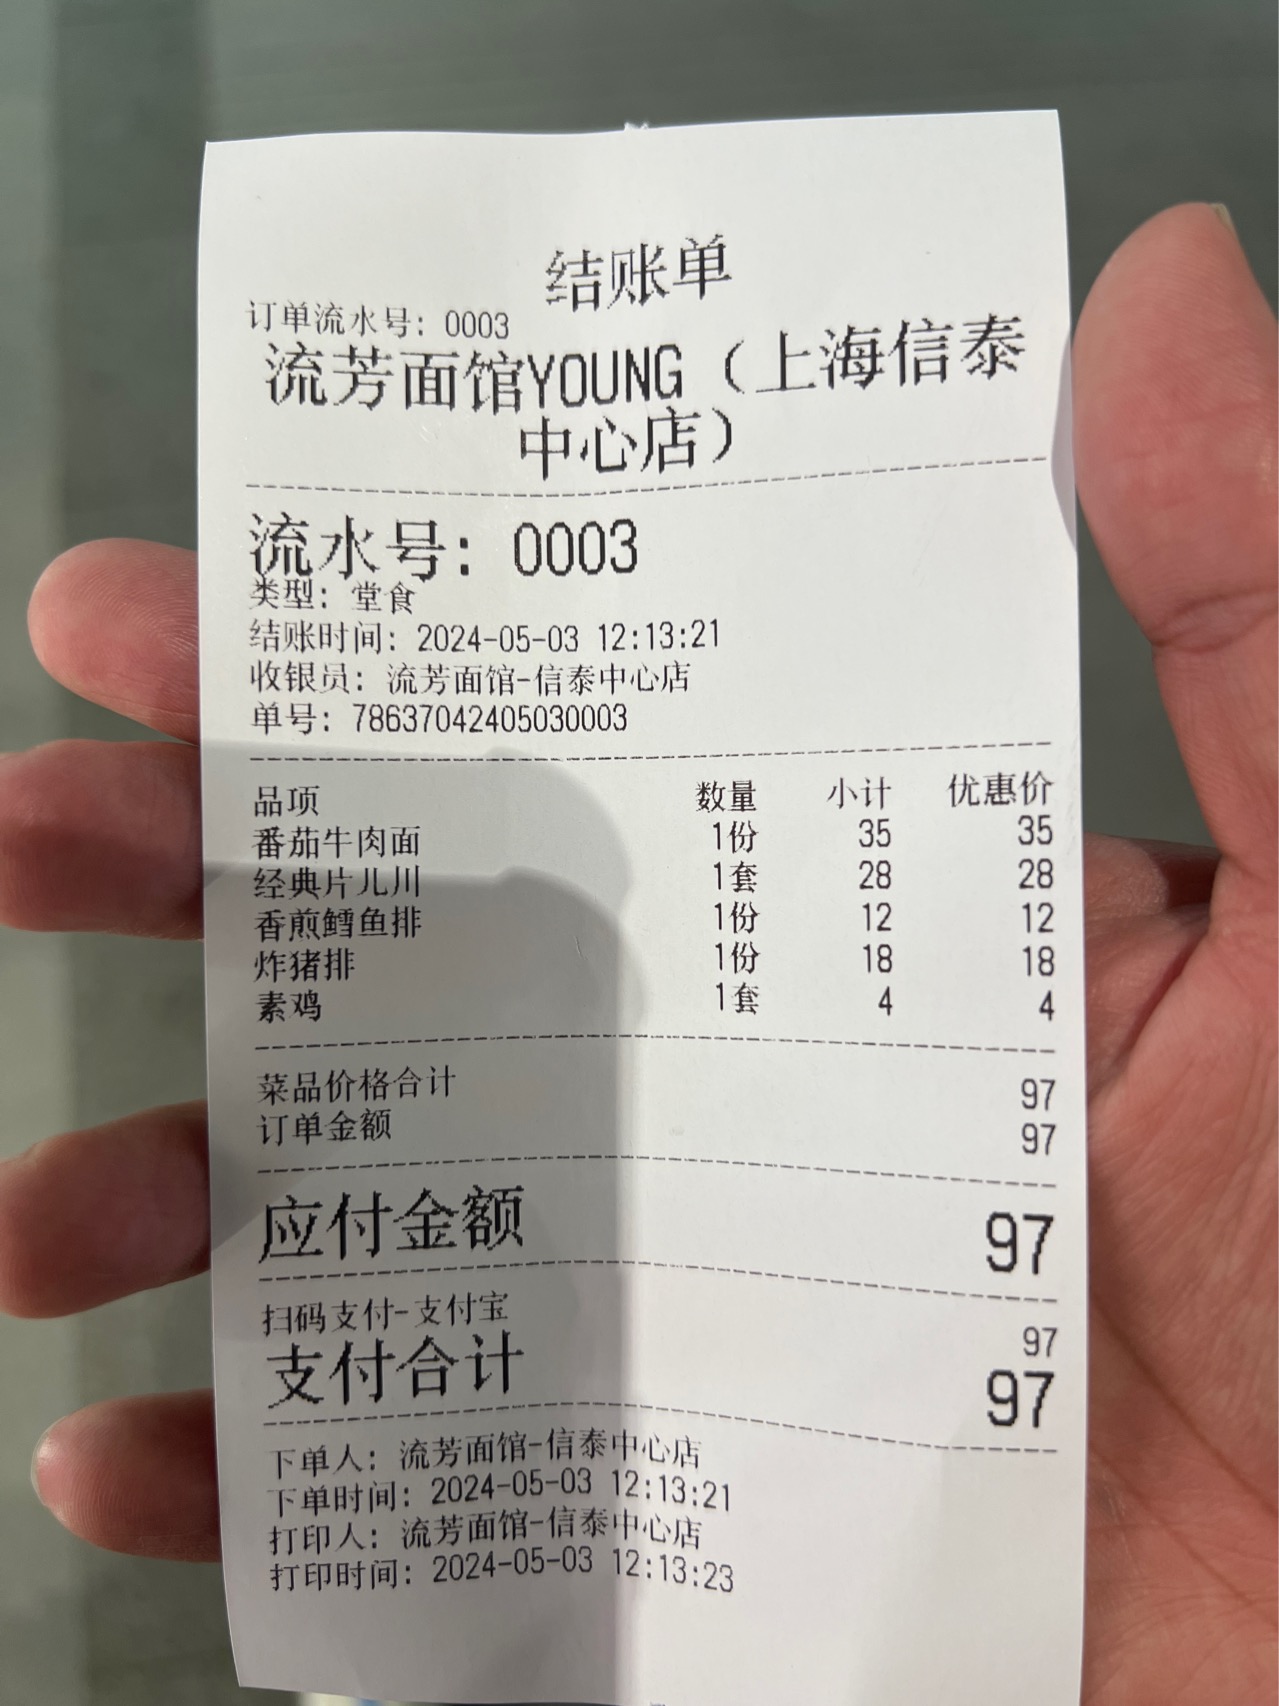 结账单
订单流水号: 0003
流芳面馆YOUNG（上海信泰
中心店）
流水号: 0003
类型: 堂食
结账时间: 2024-05-03 12:13:21
收银员: 流芳面馆-信泰中心店
单号: 78637042405030003
品项 数量 小计 优惠价
番茄牛肉面 1份 35 35
经典片儿川 1套 28 28
香煎鳕鱼排 1份 12 12
炸猪排 1份 18 18
素鸡 1套 4 4
菜品价格合计 97
订单金额 97
应付金额 97
扫码支付-支付宝 97
支付合计 97
下单人: 流芳面馆-信泰中心店
下单时间: 2024-05-03 12:13:21
打印人: 流芳面馆-信泰中心店
打印时间: 2024-05-03 12:13:23